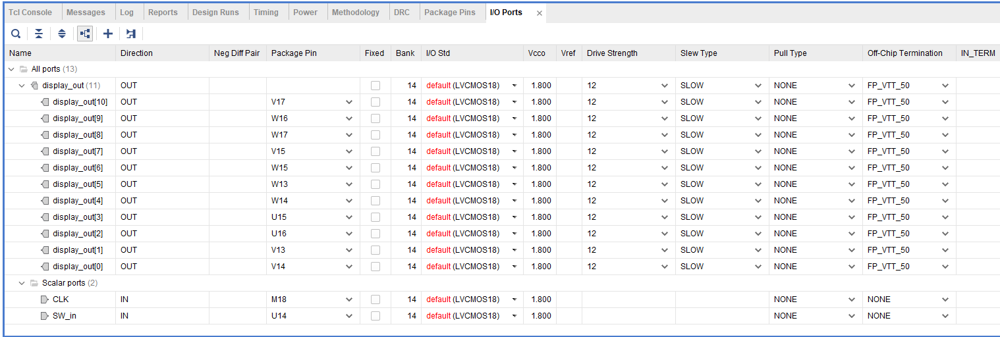 Tcl Console Messages Log Reports Design Runs Timing Power Methodology DRC Package Pins I/O Ports ×
Name Direction Neg Diff Pair Package Pin Fixed Bank I/O Std Vcco Vref Drive Strength Slew Type Pull Type Off-Chip Termination IN_TERM
All ports (13)
display_out (11) OUT 14 default (LVCMOS18) 1.800 12 SLOW NONE FP_VTT_50
display_out[10] OUT V17 14 default (LVCMOS18) 1.800 12 SLOW NONE FP_VTT_50
display_out[9] OUT W16 14 default (LVCMOS18) 1.800 12 SLOW NONE FP_VTT_50
display_out[8] OUT W17 14 default (LVCMOS18) 1.800 12 SLOW NONE FP_VTT_50
display_out[7] OUT V15 14 default (LVCMOS18) 1.800 12 SLOW NONE FP_VTT_50
display_out[6] OUT W15 14 default (LVCMOS18) 1.800 12 SLOW NONE FP_VTT_50
display_out[5] OUT W13 14 default (LVCMOS18) 1.800 12 SLOW NONE FP_VTT_50
display_out[4] OUT W14 14 default (LVCMOS18) 1.800 12 SLOW NONE FP_VTT_50
display_out[3] OUT U15 14 default (LVCMOS18) 1.800 12 SLOW NONE FP_VTT_50
display_out[2] OUT U16 14 default (LVCMOS18) 1.800 12 SLOW NONE FP_VTT_50
display_out[1] OUT V13 14 default (LVCMOS18) 1.800 12 SLOW NONE FP_VTT_50
display_out[0] OUT V14 14 default (LVCMOS18) 1.800 12 SLOW NONE FP_VTT_50
Scalar ports (2)
CLK IN M18 14 default (LVCMOS18) 1.800 NONE NONE
SW_in IN U14 14 default (LVCMOS18) 1.800 NONE NONE